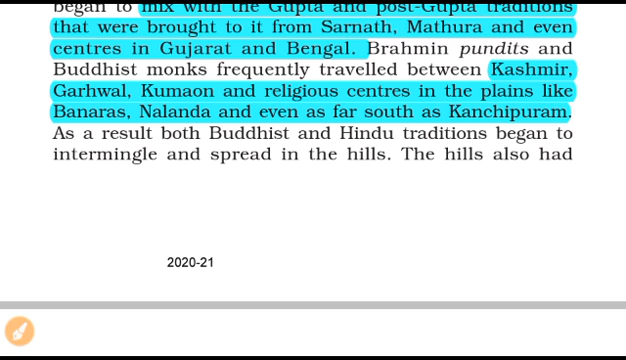 began to mix with the Gupta and post-Gupta traditions
that were brought to it from Sarnath, Mathura and even
centres in Gujarat and Bengal. Brahmin pundits and
Buddhist monks frequently travelled between Kashmir,
Garhwal, Kumaon and religious centres in the plains like
Banaras, Nalanda and even as far south as Kanchipuram.
As a result both Buddhist and Hindu traditions began to
intermingle and spread in the hills. The hills also had
2020-21